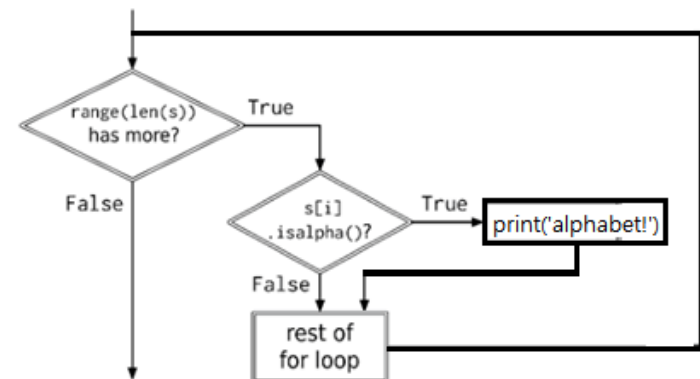 range(len(s))
has more?
True
False
s[i]
.isalpha()?
True
print('alphabet!')
False
rest of
for loop